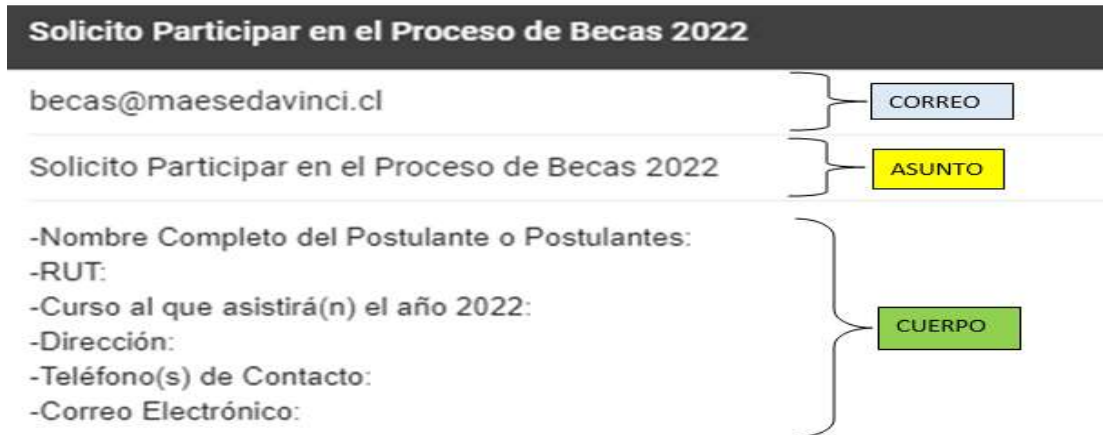 Solicito Participar en el Proceso de Becas 2022
becas@maesedavinci.cl
CORREO
Solicito Participar en el Proceso de Becas 2022
ASUNTO
-Nombre Completo del Postulante o Postulantes:
-RUT:
-Curso al que asistirá(n) el año 2022:
-Dirección:
-Teléfono(s) de Contacto:
-Correo Electrónico:
CUERPO